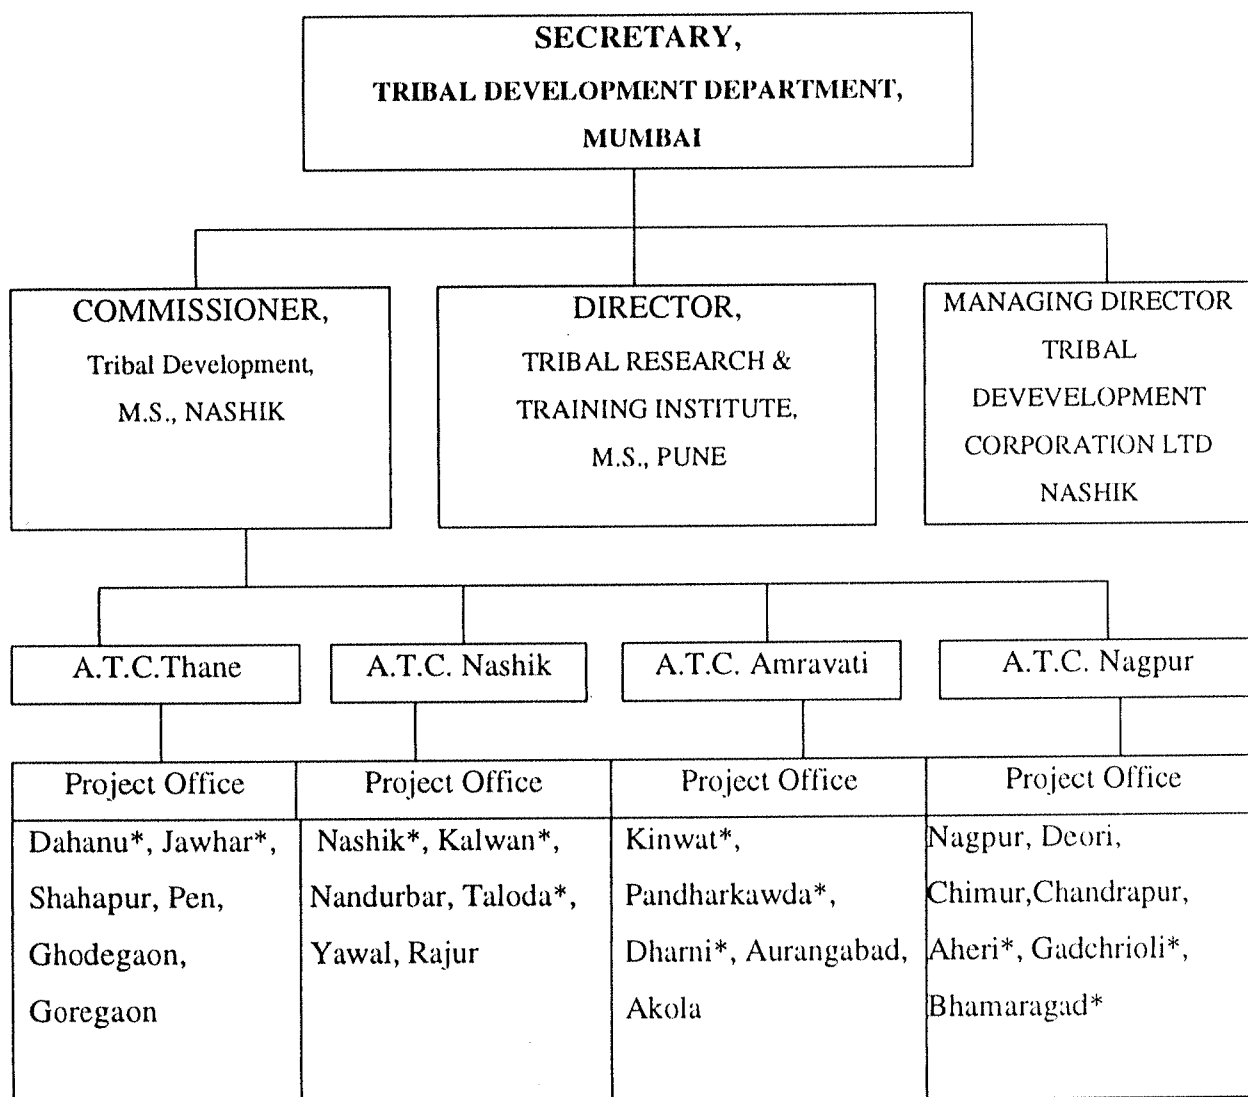 SECRETARY,
TRIBAL DEVELOPMENT DEPARTMENT,
MUMBAI
COMMISSIONER,
Tribal Development,
M.S., NASHIK
DIRECTOR,
TRIBAL RESEARCH &
TRAINING INSTITUTE,
M.S., PUNE
MANAGING DIRECTOR
TRIBAL
DEVEVELOPMENT
CORPORATION LTD
NASHIK
A.T.C.Thane
A.T.C. Nashik
A.T.C. Amravati
A.T.C. Nagpur
Project Office
Dahanu*, Jawhar*,
Shahapur, Pen,
Ghodegaon,
Goregaon
Project Office
Nashik*, Kalwan*,
Nandurbar, Taloda*,
Yawal, Rajur
Project Office
Kinwat*,
Pandharkawda*,
Dharni*, Aurangabad,
Akola
Project Office
Nagpur, Deori,
Chimur,Chandrapur,
Aheri*, Gadchrioli*,
Bhamaragad*